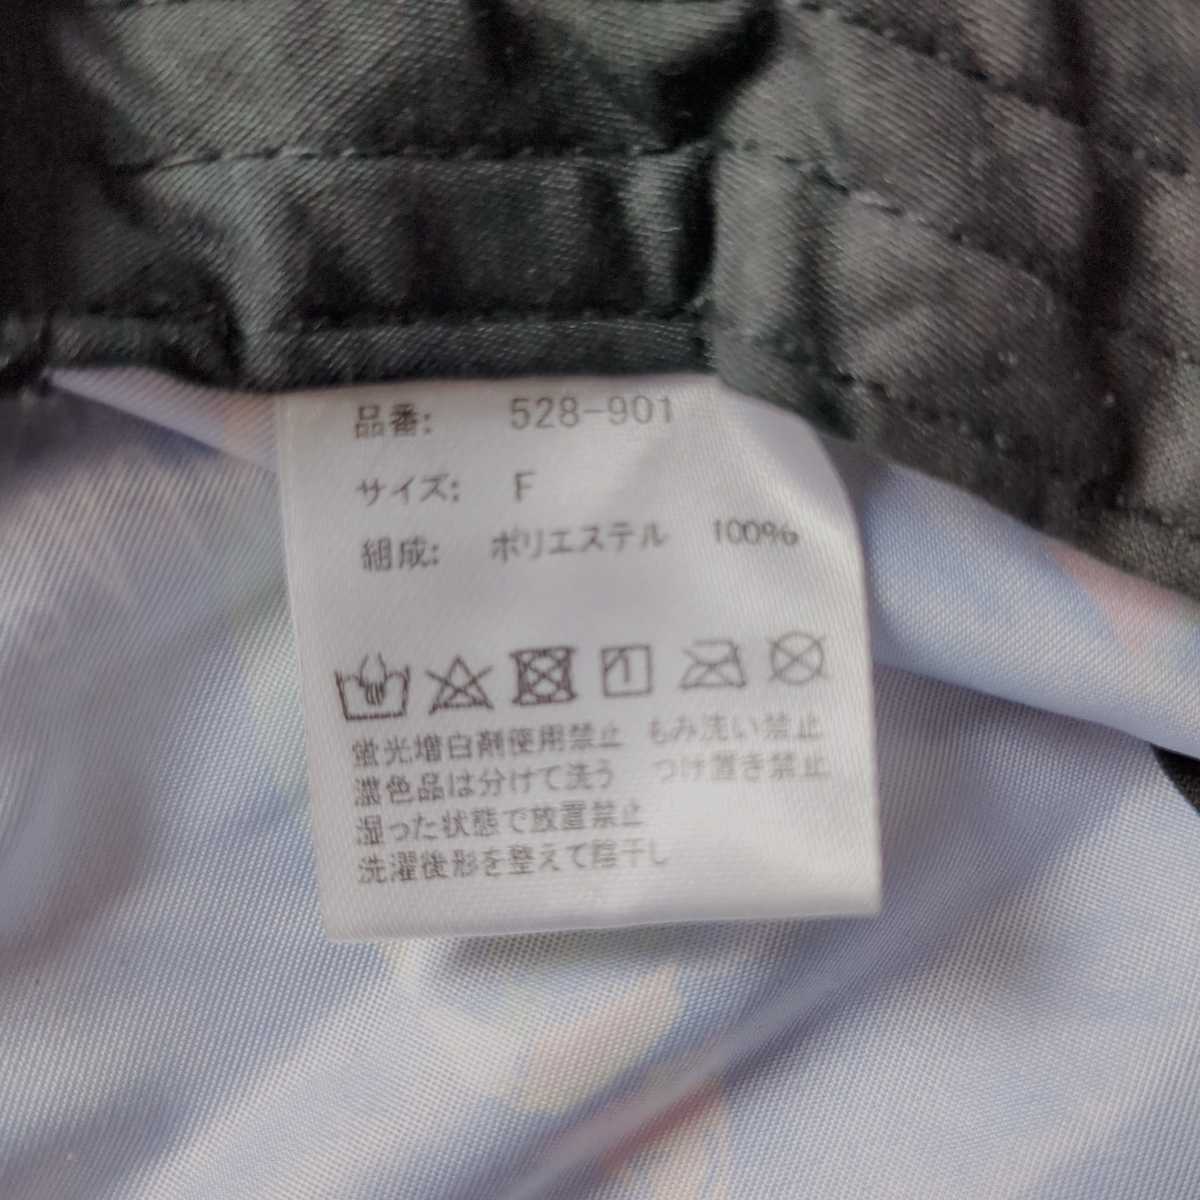 品番: 528-901
サイズ: F
組成: ポリエステル 100%
蛍光増白剤使用禁止 もみ洗い禁止
濃色品は分けて洗う つけ置き禁止
湿った状態で放置禁止
洗濯後形を整えて陰干し